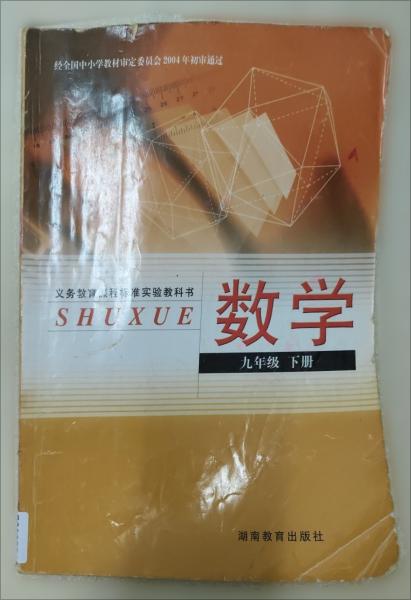 经全国中小学教材审定委员会2004年初审通过
义务教育课程标准实验教科书
SHUXUE
数学
九年级 下册
湖南教育出版社